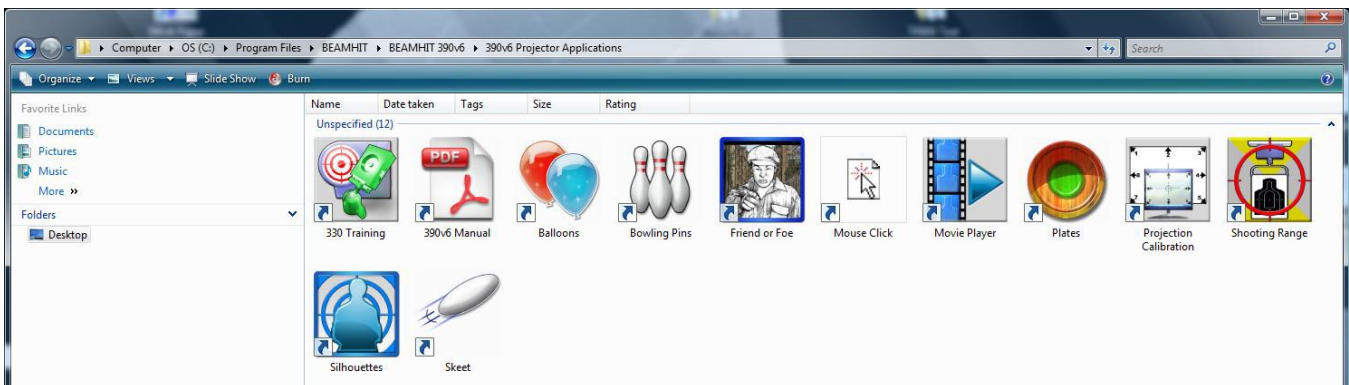 Computer ▸ OS (C:) ▸ Program Files ▸ BEAMHIT ▸ BEAMHIT 390v6 ▸ 390v6 Projector Applications
Search
Organize Views Slide Show Burn
Favorite Links
Documents
Pictures
Music
More »
Folders
Desktop
Name Date taken Tags Size Rating
Unspecified (12)
PDF
330 Training 390v6 Manual Balloons Bowling Pins Friend or Foe Mouse Click Movie Player Plates Projection Calibration Shooting Range
Silhouettes Skeet